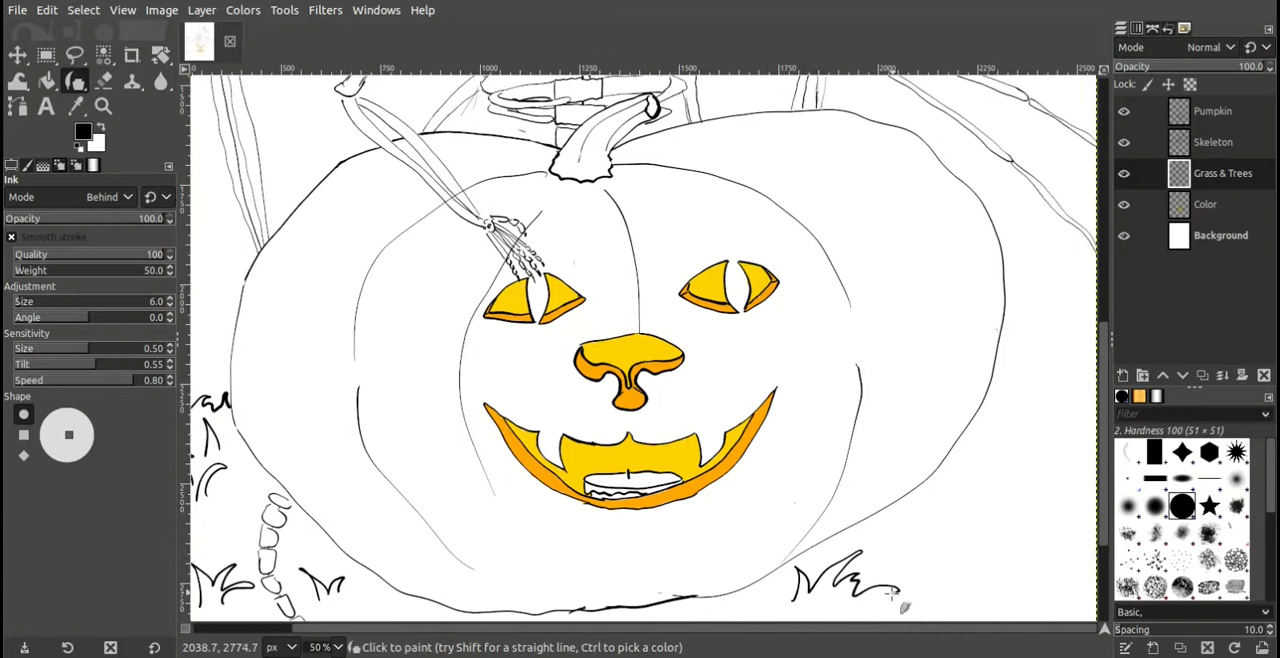 File Edit Select View Image Layer Colors Tools Filters Windows Help
0 500 750 1000 1250 1500 1750 2000 2250 2500
Ink
Mode Behind
Opacity 100.0
Smooth stroke
Quality 100
Weight 50.0
Adjustment
Size 6.0
Angle 0.0
Sensitivity
Size 0.50
Tilt 0.55
Speed 0.80
Shape
Mode Normal
Opacity 100.0
Lock:
Pumpkin
Skeleton
Grass & Trees
Color
Background
filter
2. Hardness 100 (51 × 51)
Basic,
Spacing 10.0
2038.7, 2774.7 px 50% Click to paint (try Shift for a straight line, Ctrl to pick a color)